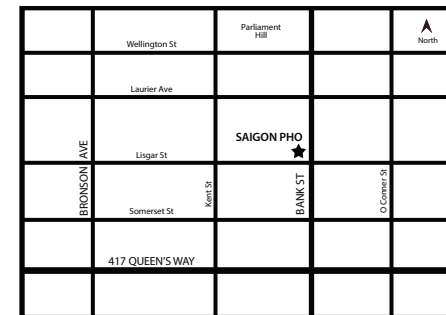 Parliament
Hill
North
Wellington St
Laurier Ave
SAIGON PHO
Lisgar St
BRONSON AVE
Kent St
BANK ST
O Conner St
Somerset St
417 QUEEN'S WAY